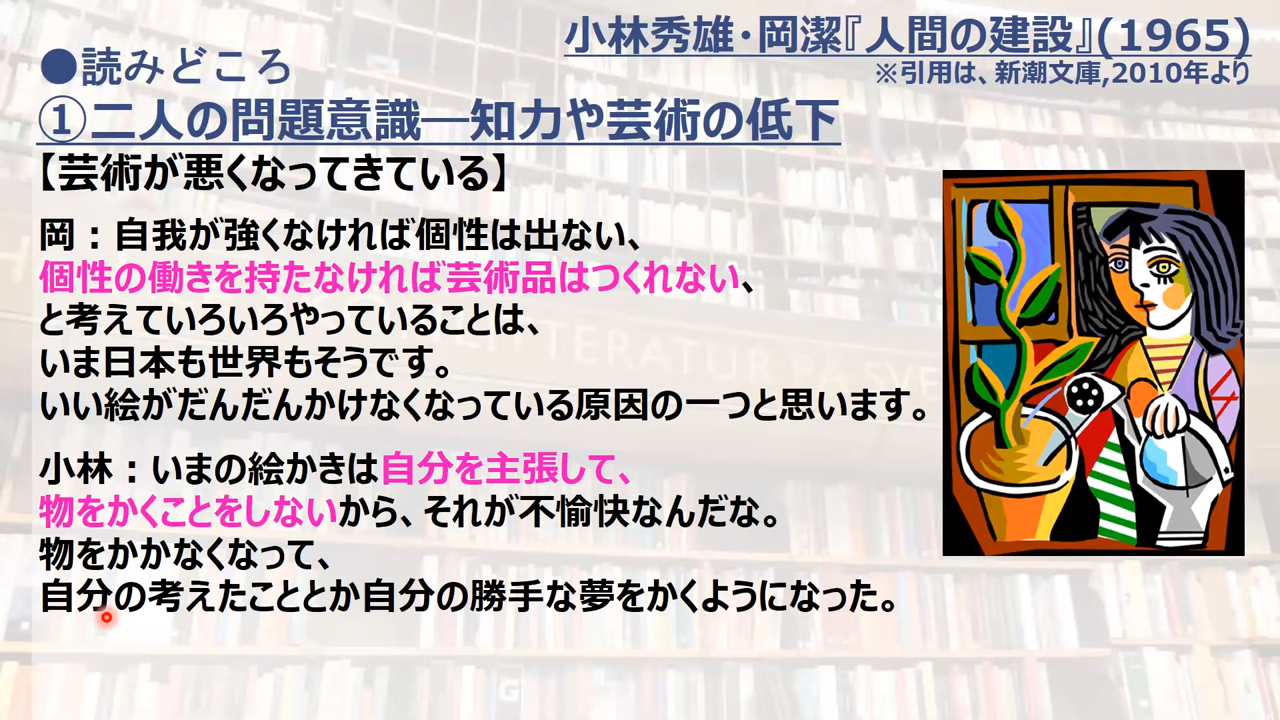 小林秀雄・岡潔『人間の建設』(1965)
※引用は、新潮文庫,2010年より
●読みどころ
①二人の問題意識―知力や芸術の低下
【芸術が悪くなってきている】
岡：自我が強くなければ個性は出ない、
個性の働きを持たなければ芸術品はつくれない、
と考えていろいろやっていることは、
いま日本も世界もそうです。
いい絵がだんだんかけなくなっている原因の一つと思います。
小林：いまの絵かきは自分を主張して、
物をかくことをしないから、それが不愉快なんだな。
物をかかなくなって、
自分の考えたこととか自分の勝手な夢をかくようになった。